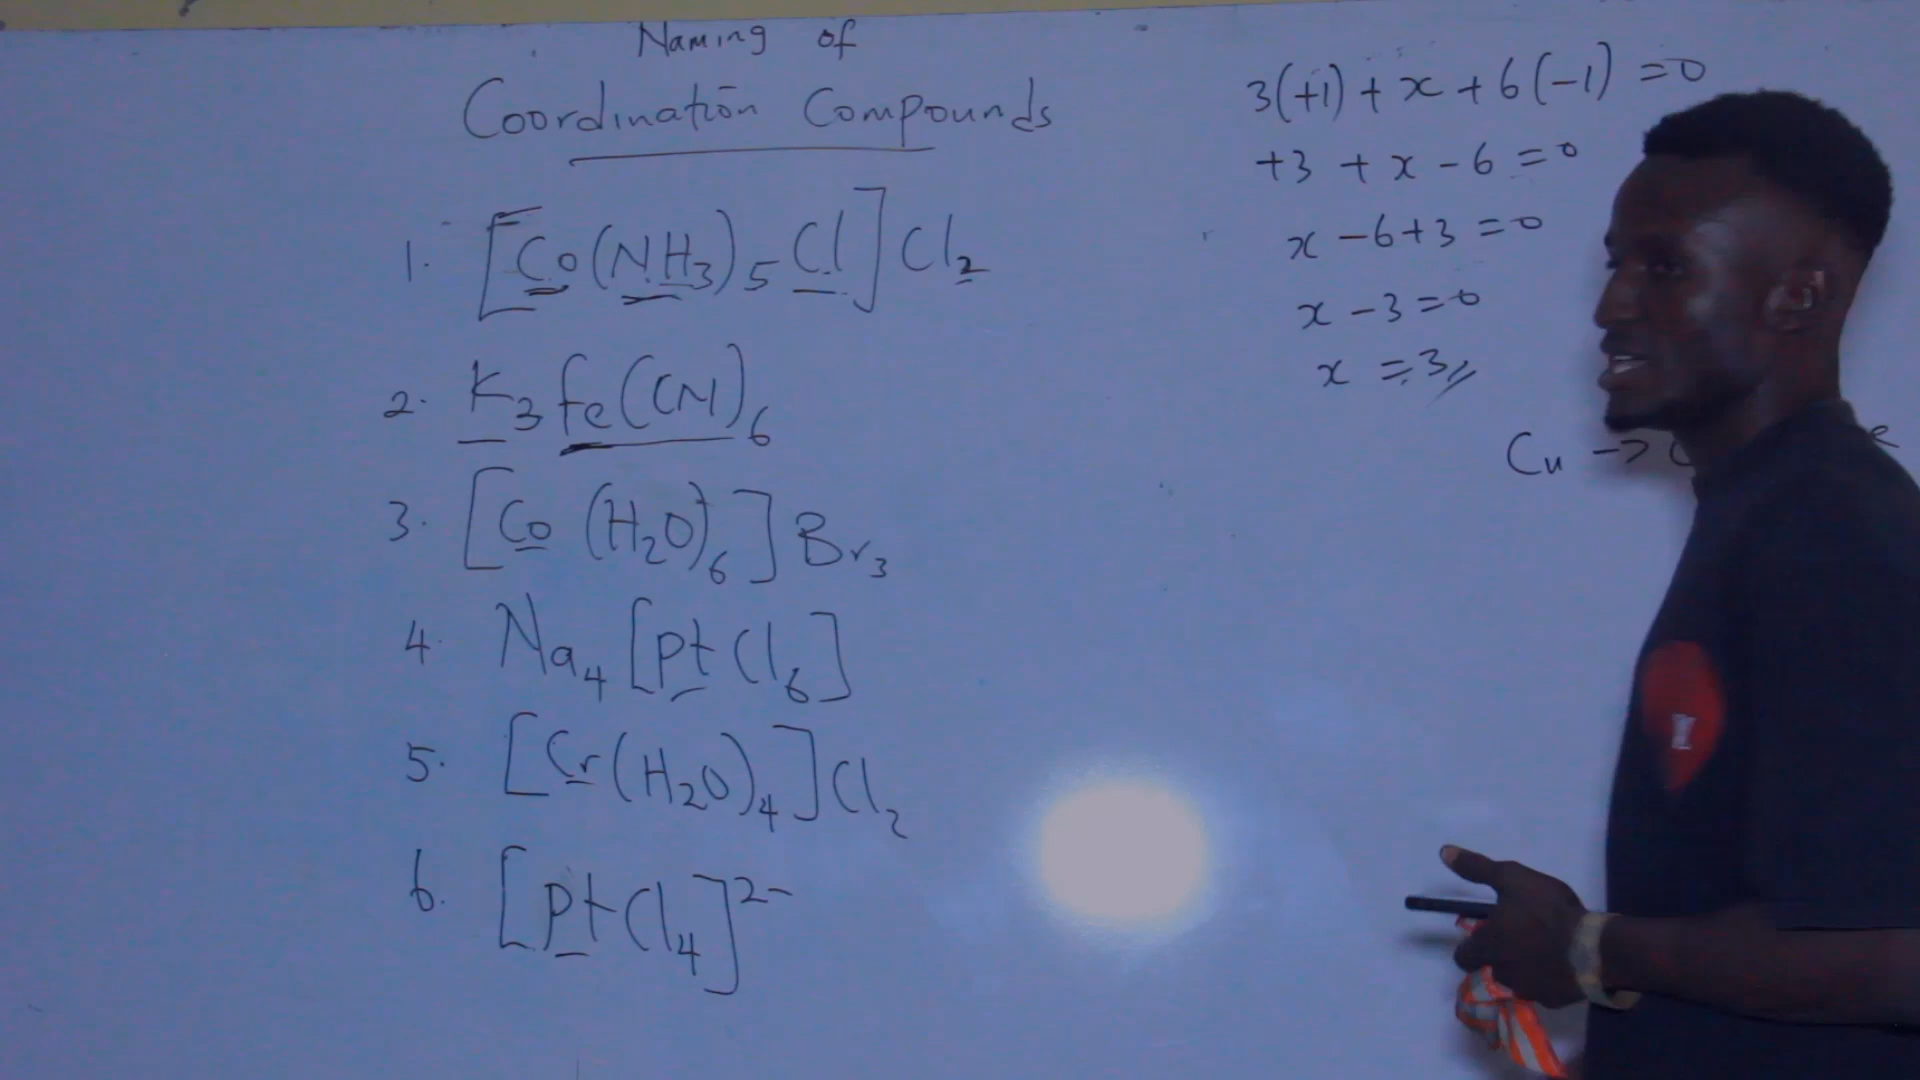 Naming of
Coordination Compounds
1. [Co(NH₃)₅Cl]Cl₂
2. K₃Fe(CN)₆
3. [Co(H₂O)₆]Br₃
4. Na₄[PtCl₆]
5. [Cr(H₂O)₄]Cl₂
6. [PtCl₄]²⁻
3(+1) + x + 6(-1) = 0
+3 + x - 6 = 0
x - 6 + 3 = 0
x - 3 = 0
x = 3
Cu →